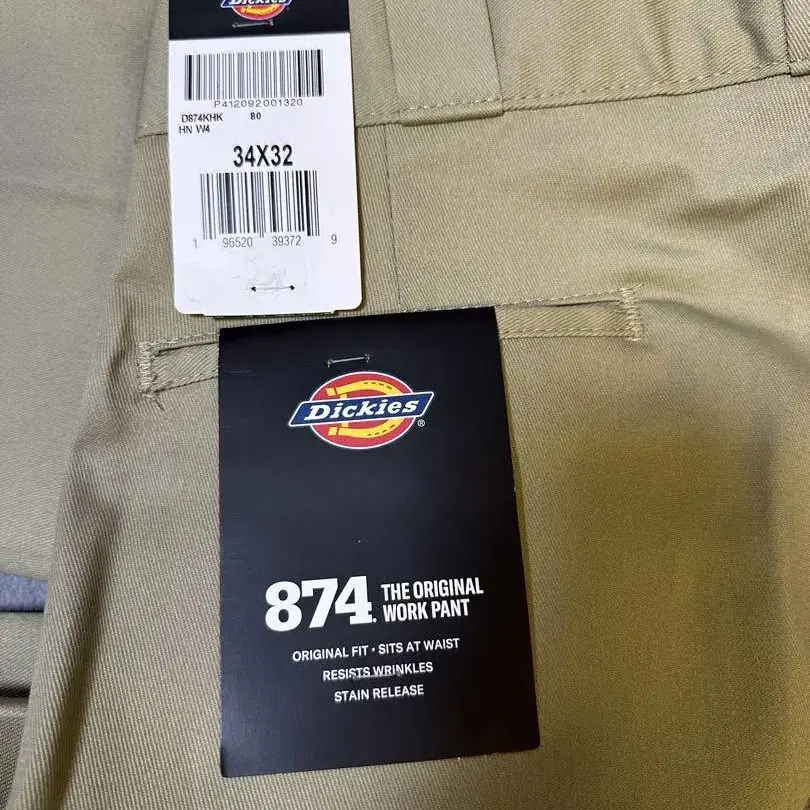 Dickies
P412092001320
D874KHK 80
HN W4
34X32
1 96520 39372 9
Dickies®
874® THE ORIGINAL
WORK PANT
ORIGINAL FIT • SITS AT WAIST
RESISTS WRINKLES
STAIN RELEASE